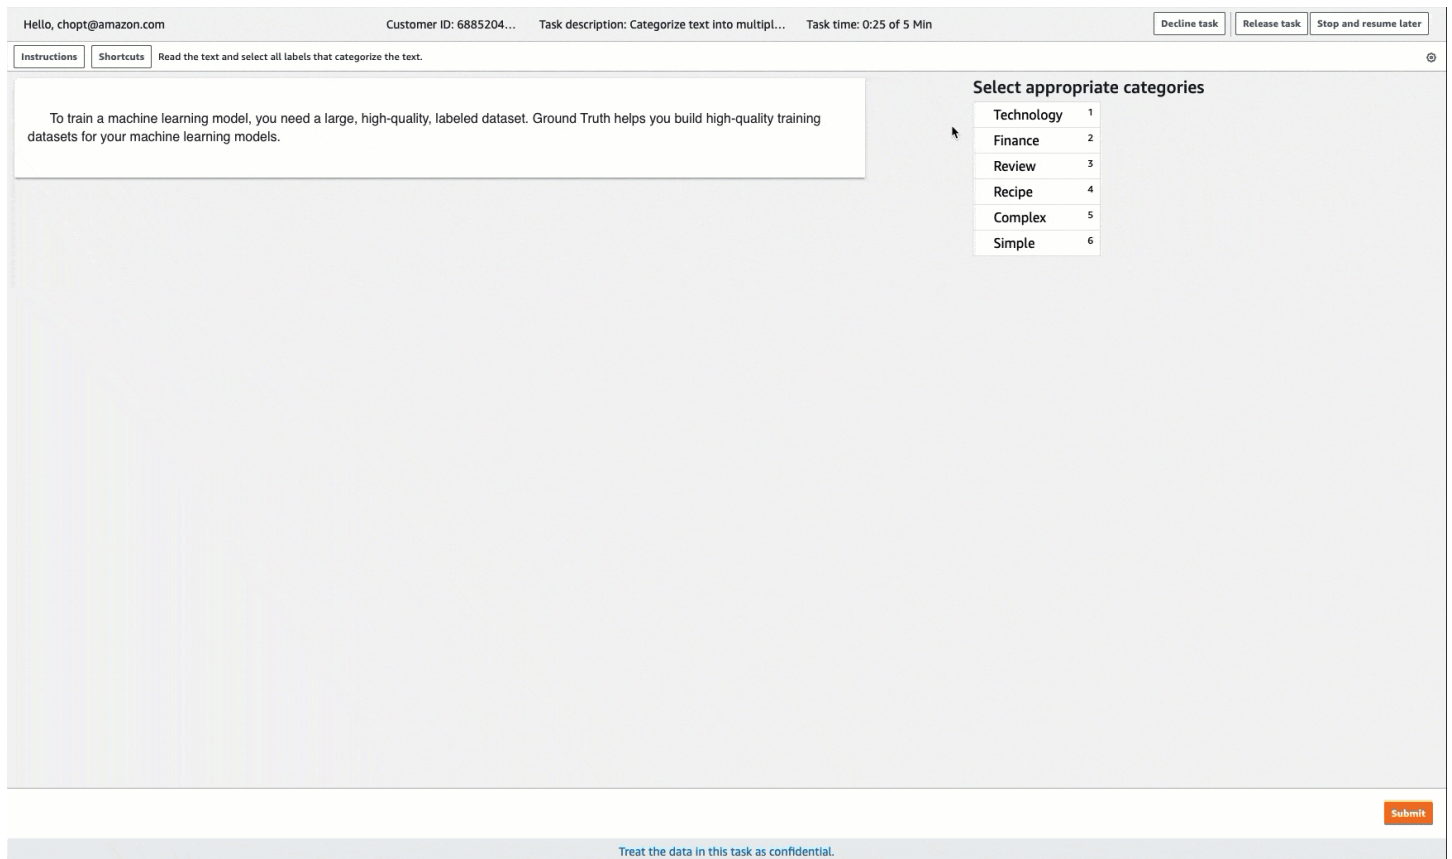 Hello, chopt@amazon.com Customer ID: 6885204... Task description: Categorize text into multipl... Task time: 0:25 of 5 Min Decline task Release task Stop and resume later
Instructions Shortcuts Read the text and select all labels that categorize the text.
Select appropriate categories
To train a machine learning model, you need a large, high-quality, labeled dataset. Ground Truth helps you build high-quality training
datasets for your machine learning models.
Technology 1
Finance 2
Review 3
Recipe 4
Complex 5
Simple 6
Submit
Treat the data in this task as confidential.